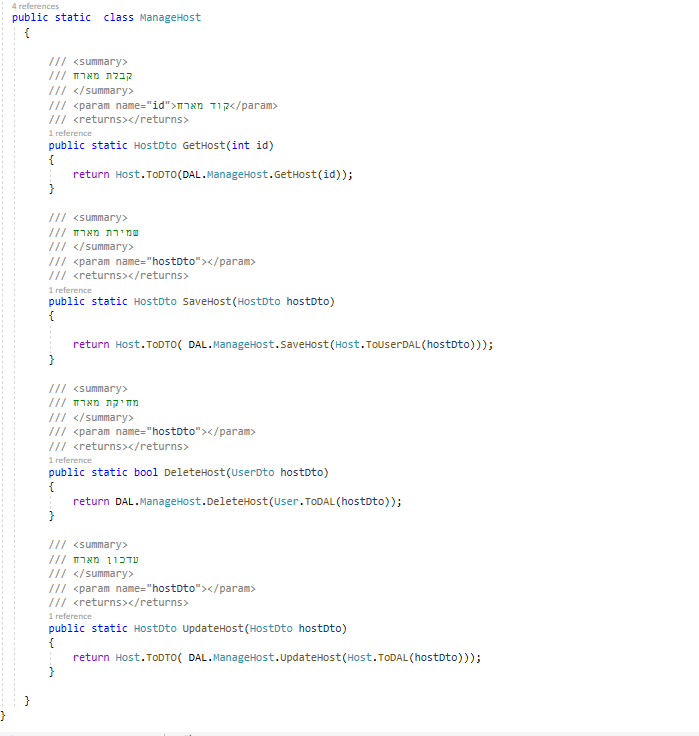 4 references
public static  class ManageHost
{
/// <summary>
/// קבלת מארח
/// </summary>
/// <param name="id">קוד מארח</param>
/// <returns></returns>
1 reference
public static HostDto GetHost(int id)
{
return Host.ToDTO(DAL.ManageHost.GetHost(id));
}
/// <summary>
/// שמירת מארח
/// </summary>
/// <param name="hostDto"></param>
/// <returns></returns>
1 reference
public static HostDto SaveHost(HostDto hostDto)
{
return Host.ToDTO( DAL.ManageHost.SaveHost(Host.ToUserDAL(hostDto)));
}
/// <summary>
/// מחיקת מארח
/// </summary>
/// <param name="hostDto"></param>
/// <returns></returns>
1 reference
public static bool DeleteHost(UserDto hostDto)
{
return DAL.ManageHost.DeleteHost(User.ToDAL(hostDto));
}
/// <summary>
/// עדכון מארח
/// </summary>
/// <param name="hostDto"></param>
/// <returns></returns>
1 reference
public static HostDto UpdateHost(HostDto hostDto)
{
return Host.ToDTO( DAL.ManageHost.UpdateHost(Host.ToDAL(hostDto)));
}
}
}